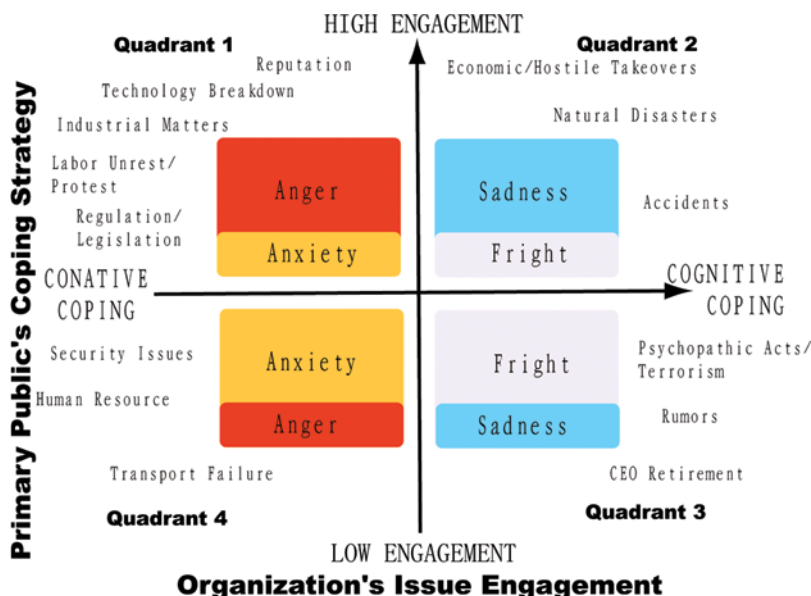 HIGH ENGAGEMENT
Quadrant 1
Quadrant 2
Reputation
Economic/Hostile Takeovers
Technology Breakdown
Natural Disasters
Industrial Matters
Labor Unrest/
Protest
Anger
Sadness
Accidents
Regulation/
Legislation
Anxiety
Fright
CONATIVE
COPING
COGNITIVE
COPING
Security Issues
Anxiety
Fright
Psychopathic Acts/
Terrorism
Human Resource
Anger
Sadness
Rumors
Transport Failure
CEO Retirement
Quadrant 4
Quadrant 3
LOW ENGAGEMENT
Organization's Issue Engagement
Primary Public's Coping Strategy